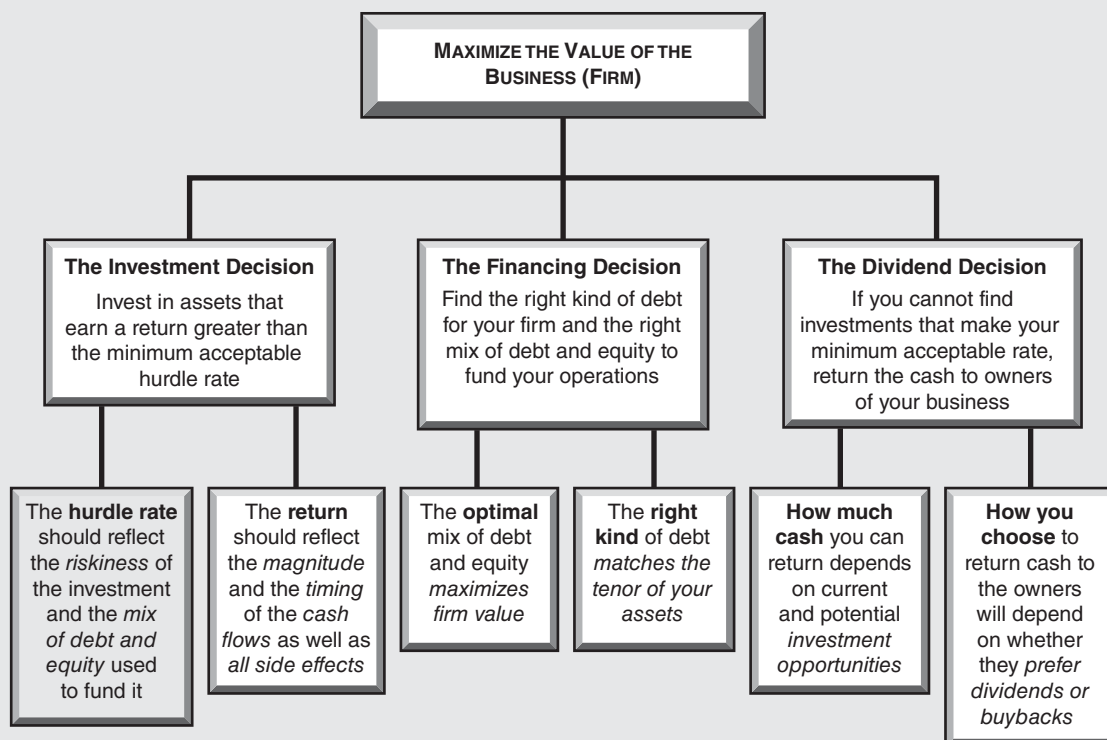 MAXIMIZE THE VALUE OF THE
BUSINESS (FIRM)
The Investment Decision
Invest in assets that
earn a return greater than
the minimum acceptable
hurdle rate
The Financing Decision
Find the right kind of debt
for your firm and the right
mix of debt and equity to
fund your operations
The Dividend Decision
If you cannot find
investments that make your
minimum acceptable rate,
return the cash to owners
of your business
The hurdle rate
should reflect
the riskiness of
the investment
and the mix
of debt and
equity used
to fund it
The return
should reflect
the magnitude
and the timing
of the cash
flows as well as
all side effects
The optimal
mix of debt
and equity
maximizes
firm value
The right
kind of debt
matches the
tenor of your
assets
How much
cash you can
return depends
on current
and potential
investment
opportunities
How you
choose to
return cash to
the owners
will depend
on whether
they prefer
dividends or
buybacks